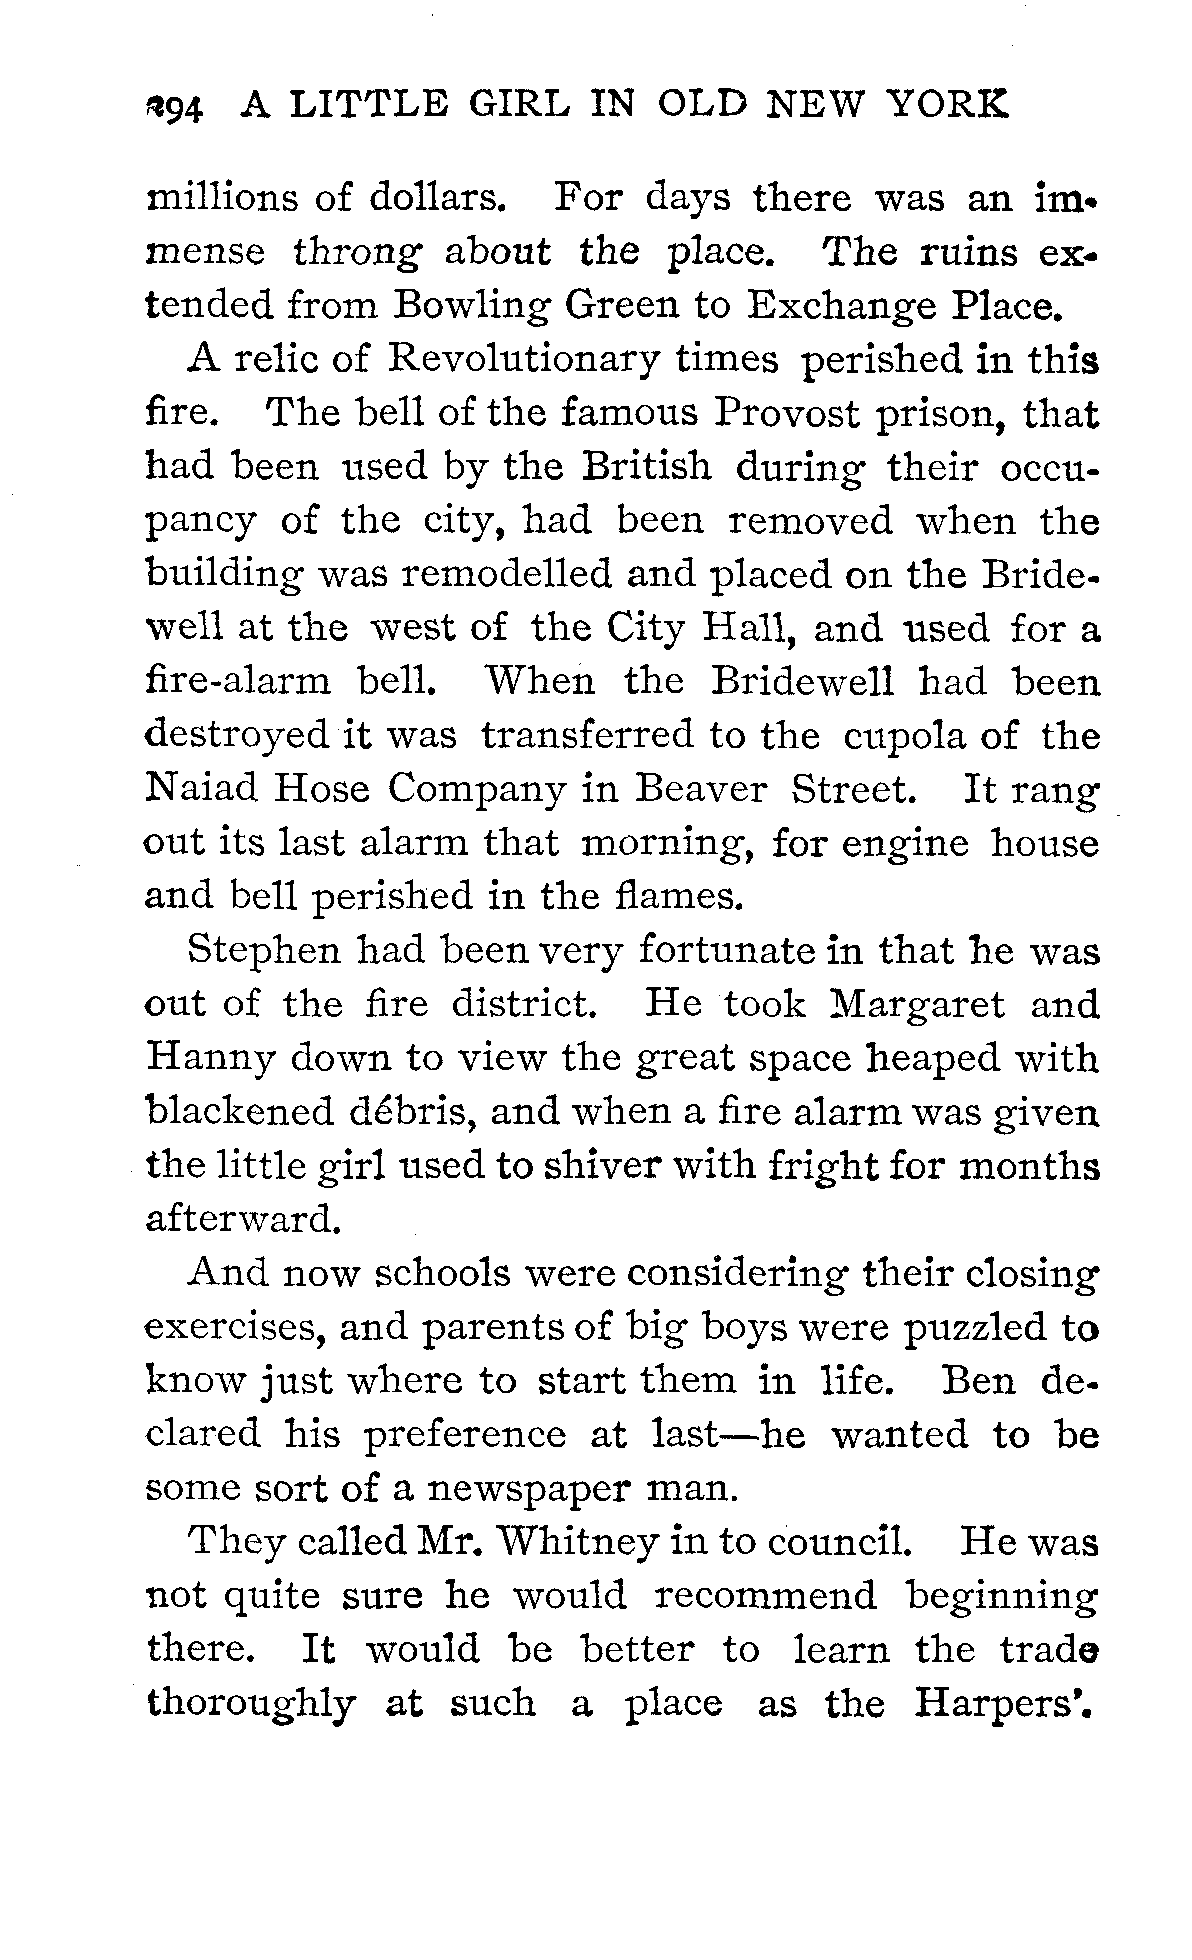 294 A LITTLE GIRL IN OLD NEW YORK
millions of dollars. For days there was an im-
mense throng about the place. The ruins ex-
tended from Bowling Green to Exchange Place.
A relic of Revolutionary times perished in this
fire. The bell of the famous Provost prison, that
had been used by the British during their occu-
pancy of the city, had been removed when the
building was remodelled and placed on the Bride-
well at the west of the City Hall, and used for a
fire-alarm bell. When the Bridewell had been
destroyed it was transferred to the cupola of the
Naiad Hose Company in Beaver Street. It rang
out its last alarm that morning, for engine house
and bell perished in the flames.
Stephen had been very fortunate in that he was
out of the fire district. He took Margaret and
Hanny down to view the great space heaped with
blackened débris, and when a fire alarm was given
the little girl used to shiver with fright for months
afterward.
And now schools were considering their closing
exercises, and parents of big boys were puzzled to
know just where to start them in life. Ben de-
clared his preference at last—he wanted to be
some sort of a newspaper man.
They called Mr. Whitney in to council. He was
not quite sure he would recommend beginning
there. It would be better to learn the trade
thoroughly at such a place as the Harpers'.